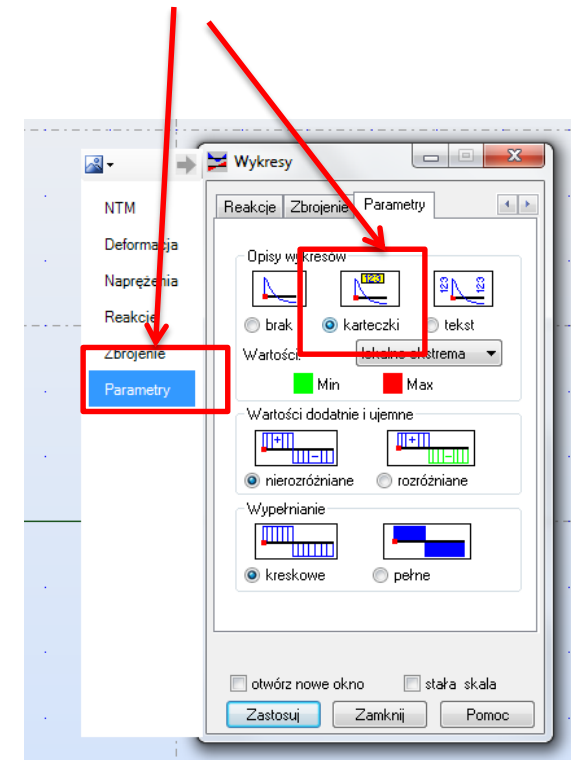 Wykresy
NTM
Deformacja
Naprężenia
Reakcje
Zbrojenie
Parametry
Reakcje Zbrojenie Parametry
Opisy wykresów
123 123 123
brak karteczki tekst
Wartości: lokalne ekstrema
Min Max
Wartości dodatnie i ujemne
nierozróżniane rozróżniane
Wypełnianie
kreskowe pełne
otwórz nowe okno stała skala
Zastosuj Zamknij Pomoc